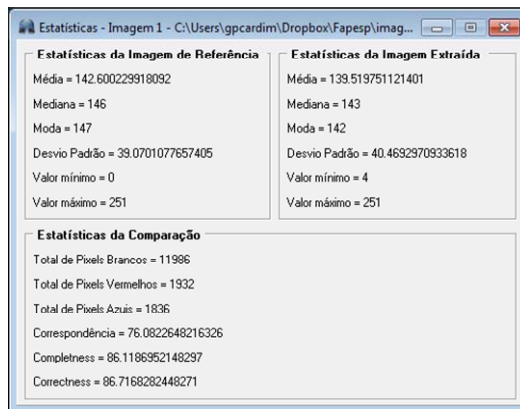 Estatísticas - Imagem 1 - C:\Users\gpcardim\Dropbox\Fapesp\imag...
Estatísticas da Imagem de Referência
Média = 142.600229918092
Mediana = 146
Moda = 147
Desvio Padrão = 39.0701077657405
Valor mínimo = 0
Valor máximo = 251
Estatísticas da Imagem Extraída
Média = 139.519751121401
Mediana = 143
Moda = 142
Desvio Padrão = 40.4692970933618
Valor mínimo = 4
Valor máximo = 251
Estatísticas da Comparação
Total de Pixels Brancos = 11986
Total de Pixels Vermelhos = 1932
Total de Pixels Azuis = 1836
Correspondência = 76.0822648216326
Completness = 86.1186952148297
Correctness = 86.7168282448271